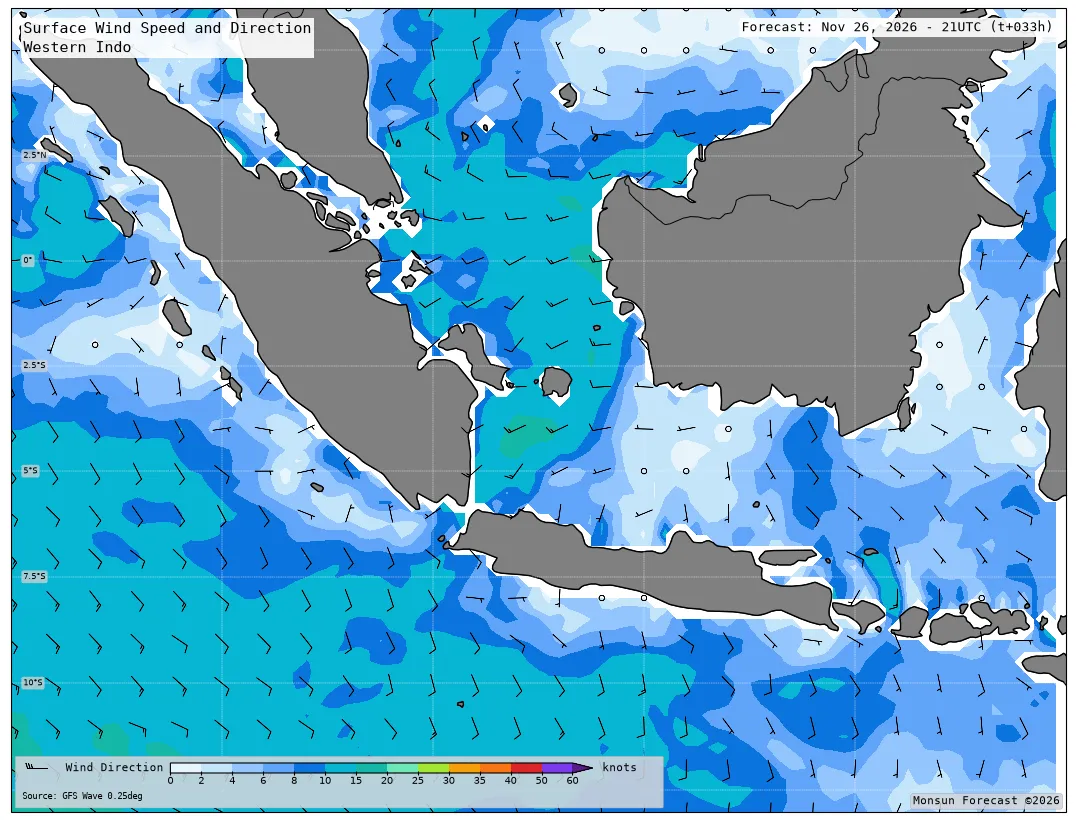 Surface Wind Speed and Direction
Western Indo
Forecast: Nov 26, 2026 - 21UTC (t+033h)
2.5°N
0°
2.5°S
5°S
7.5°S
10°S
Wind Direction
0 2 4 6 8 10 15 20 25 30 35 40 50 60
knots
Source: GFS Wave 0.25deg
Monsun Forecast ©2026